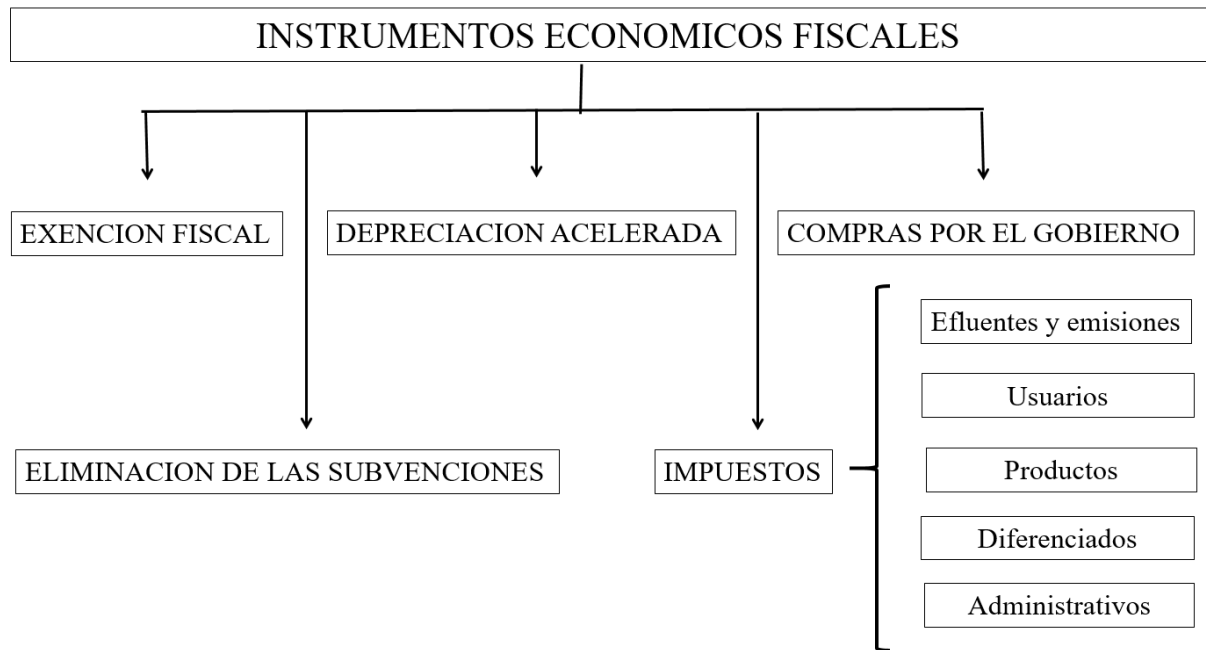 INSTRUMENTOS ECONOMICOS FISCALES
EXENCION FISCAL
DEPRECIACION ACELERADA
COMPRAS POR EL GOBIERNO
ELIMINACION DE LAS SUBVENCIONES
IMPUESTOS
Efluentes y emisiones
Usuarios
Productos
Diferenciados
Administrativos